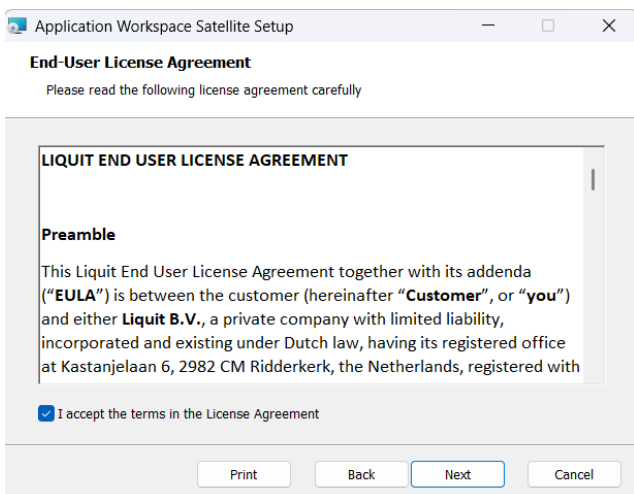 Application Workspace Satellite Setup
End-User License Agreement
Please read the following license agreement carefully
LIQUIT END USER LICENSE AGREEMENT
Preamble
This Liquit End User License Agreement together with its addenda
(“EULA”) is between the customer (hereinafter “Customer”, or “you”)
and either Liquit B.V., a private company with limited liability,
incorporated and existing under Dutch law, having its registered office
at Kastanjelaan 6, 2982 CM Ridderkerk, the Netherlands, registered with
I accept the terms in the License Agreement
Print Back Next Cancel